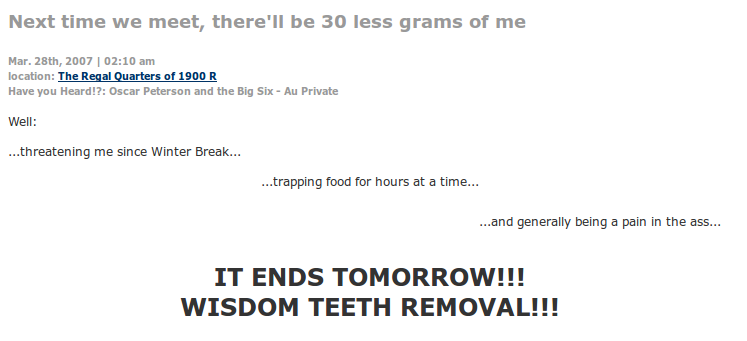 Next time we meet, there'll be 30 less grams of me
Mar. 28th, 2007 | 02:10 am
location: The Regal Quarters of 1900 R
Have you Heard!?: Oscar Peterson and the Big Six - Au Private
Well:
...threatening me since Winter Break...
...trapping food for hours at a time...
...and generally being a pain in the ass...
IT ENDS TOMORROW!!!
WISDOM TEETH REMOVAL!!!